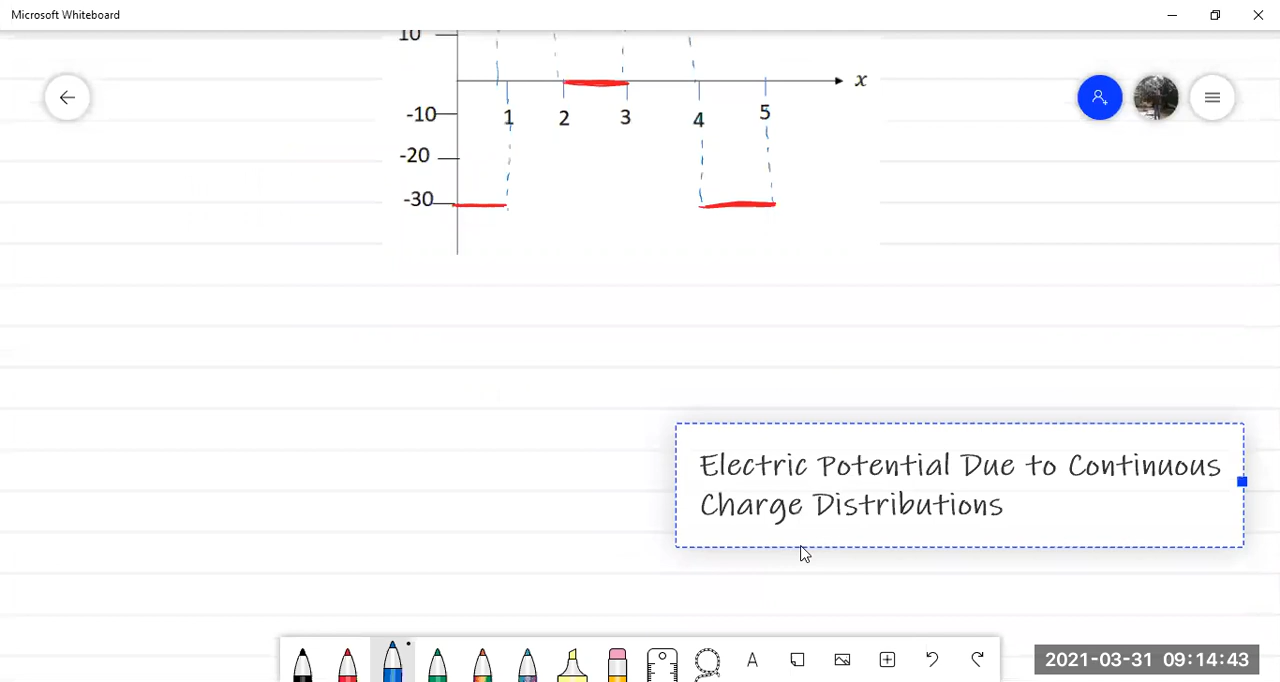 Microsoft Whiteboard
10
x
-10
1 2 3 4 5
-20
-30
Electric Potential Due to Continuous
Charge Distributions
A
2021-03-31 09:14:43